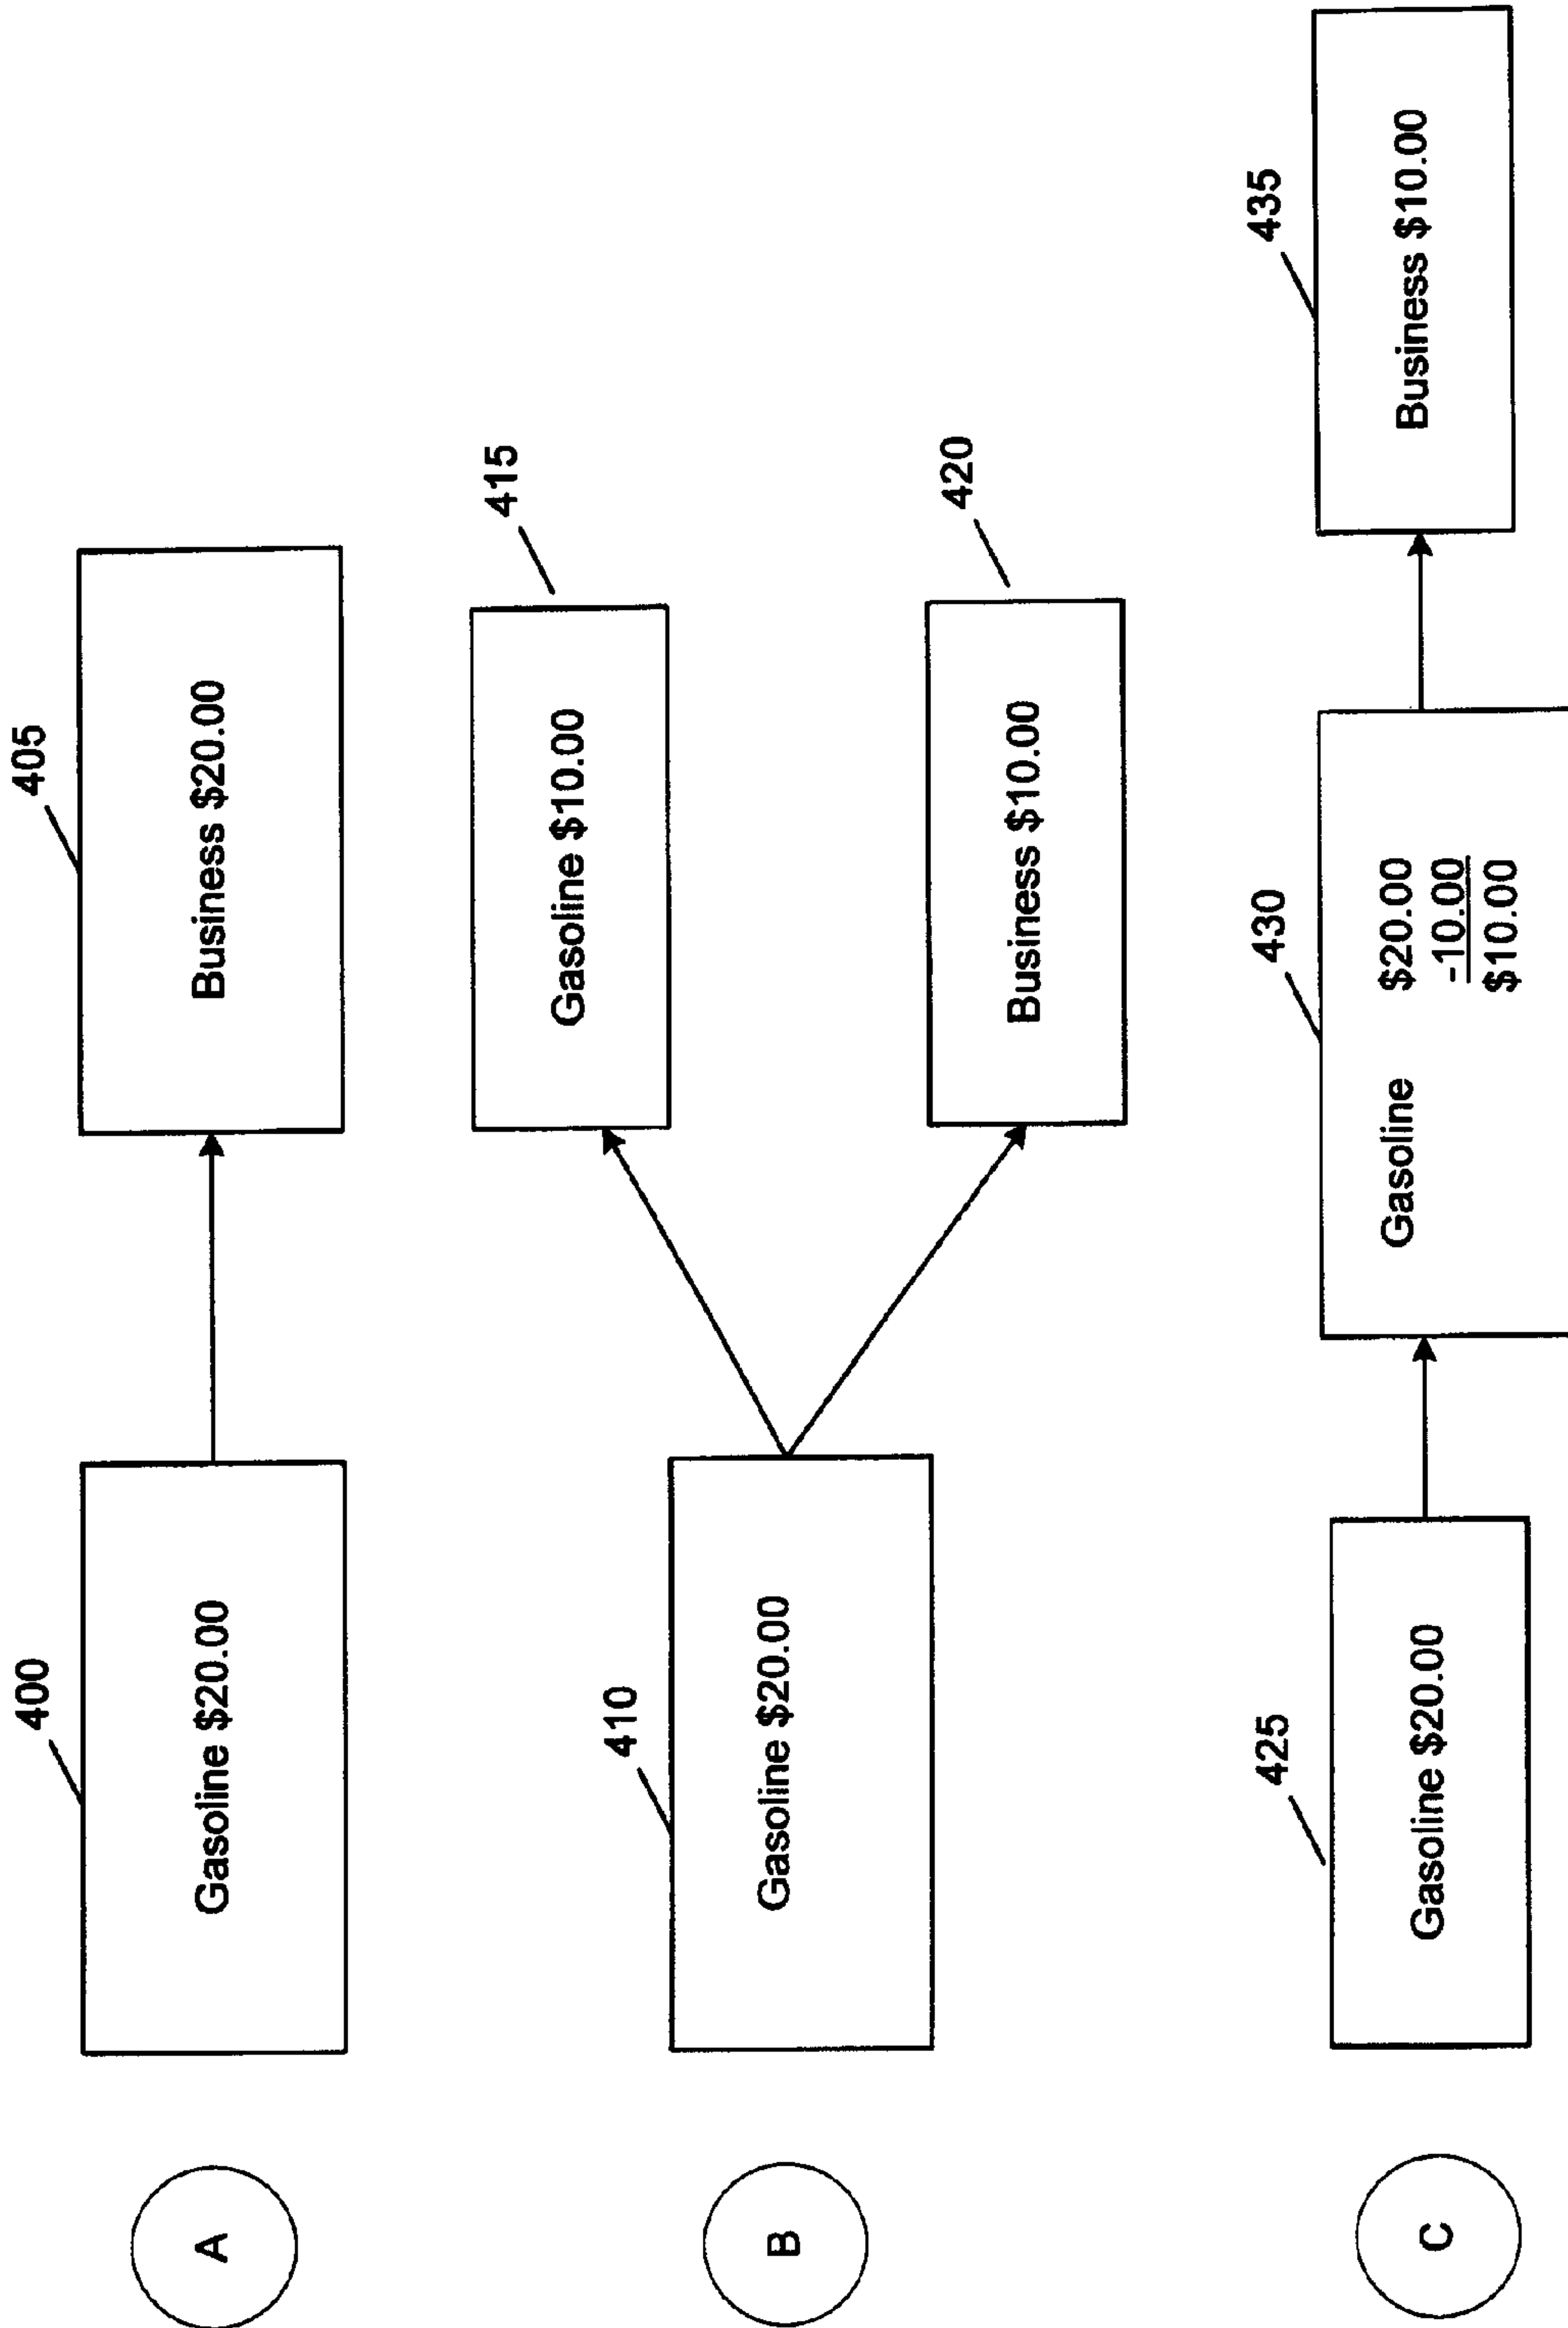 400
405
A
Gasoline $20.00
Business $20.00
415
Gasoline $10.00
410
B
Gasoline $20.00
420
Business $10.00
425
430
435
C
Gasoline $20.00
Gasoline $20.00
-10.00
$10.00
Business $10.00